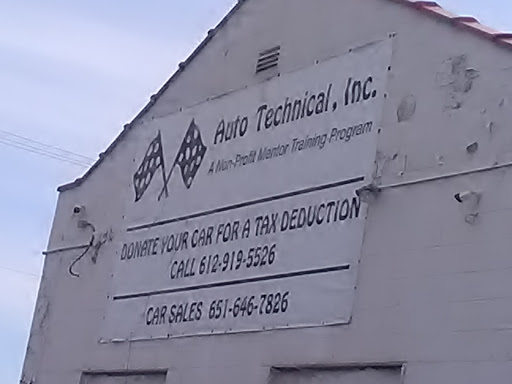 Auto Technical, Inc.
A Non-Profit Mentor Training Program
DONATE YOUR CAR FOR A TAX DEDUCTION
CALL 612-919-5526
CAR SALES 651-646-7826